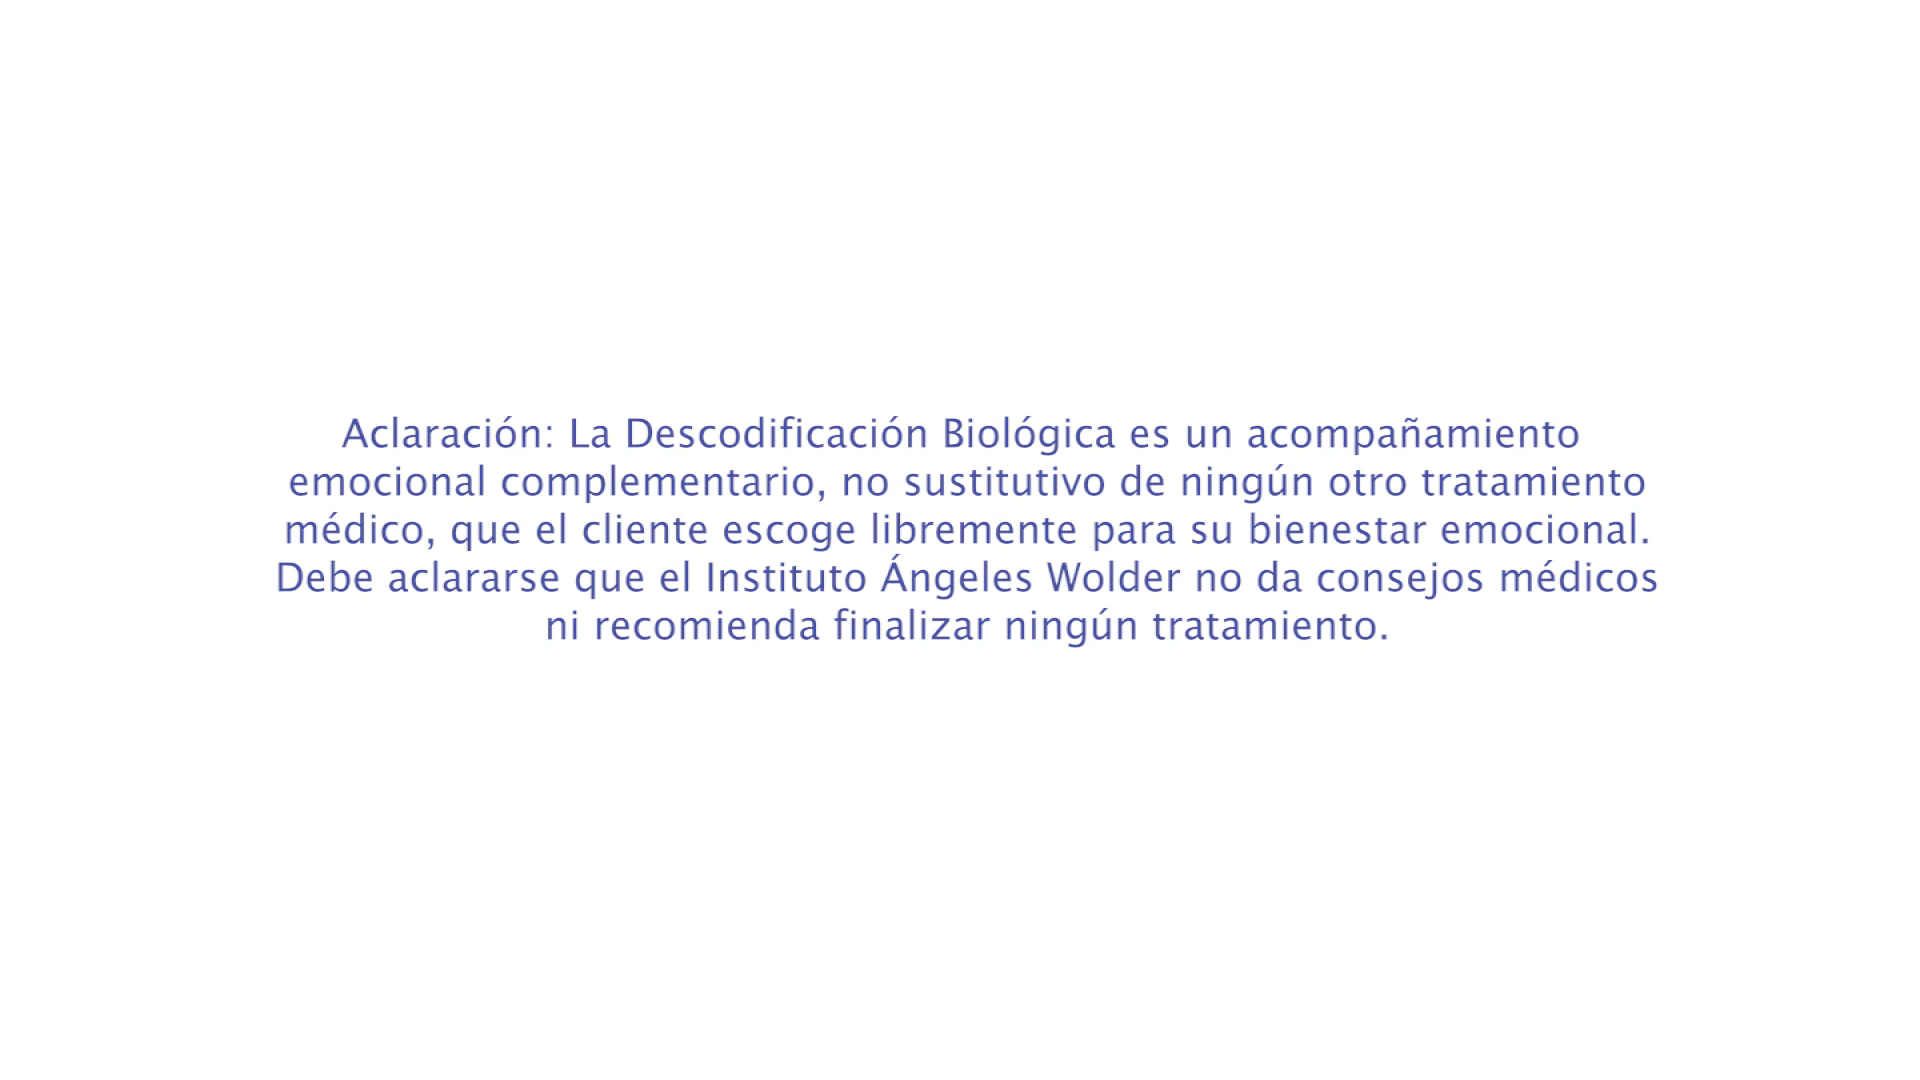 Aclaración: La Descodificación Biológica es un acompañamiento
emocional complementario, no sustitutivo de ningún otro tratamiento
médico, que el cliente escoge libremente para su bienestar emocional.
Debe aclararse que el Instituto Ángeles Wolder no da consejos médicos
ni recomienda finalizar ningún tratamiento.